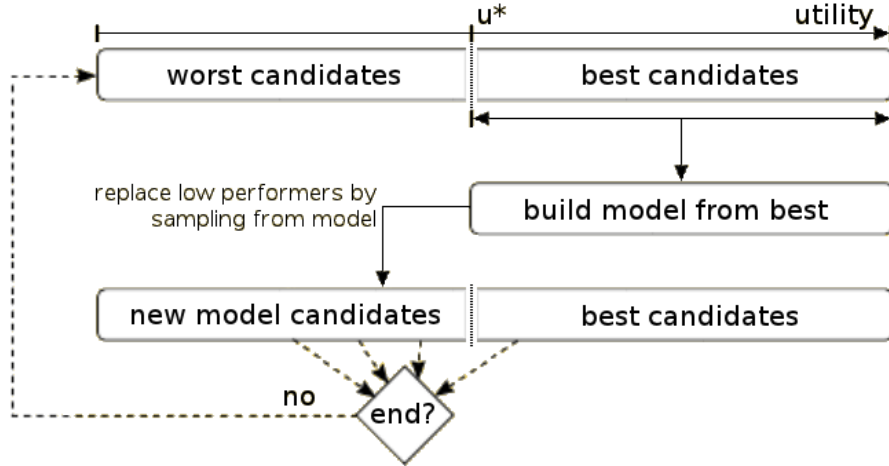 u* utility
worst candidates best candidates
replace low performers by
sampling from model
build model from best
new model candidates best candidates
no
end?